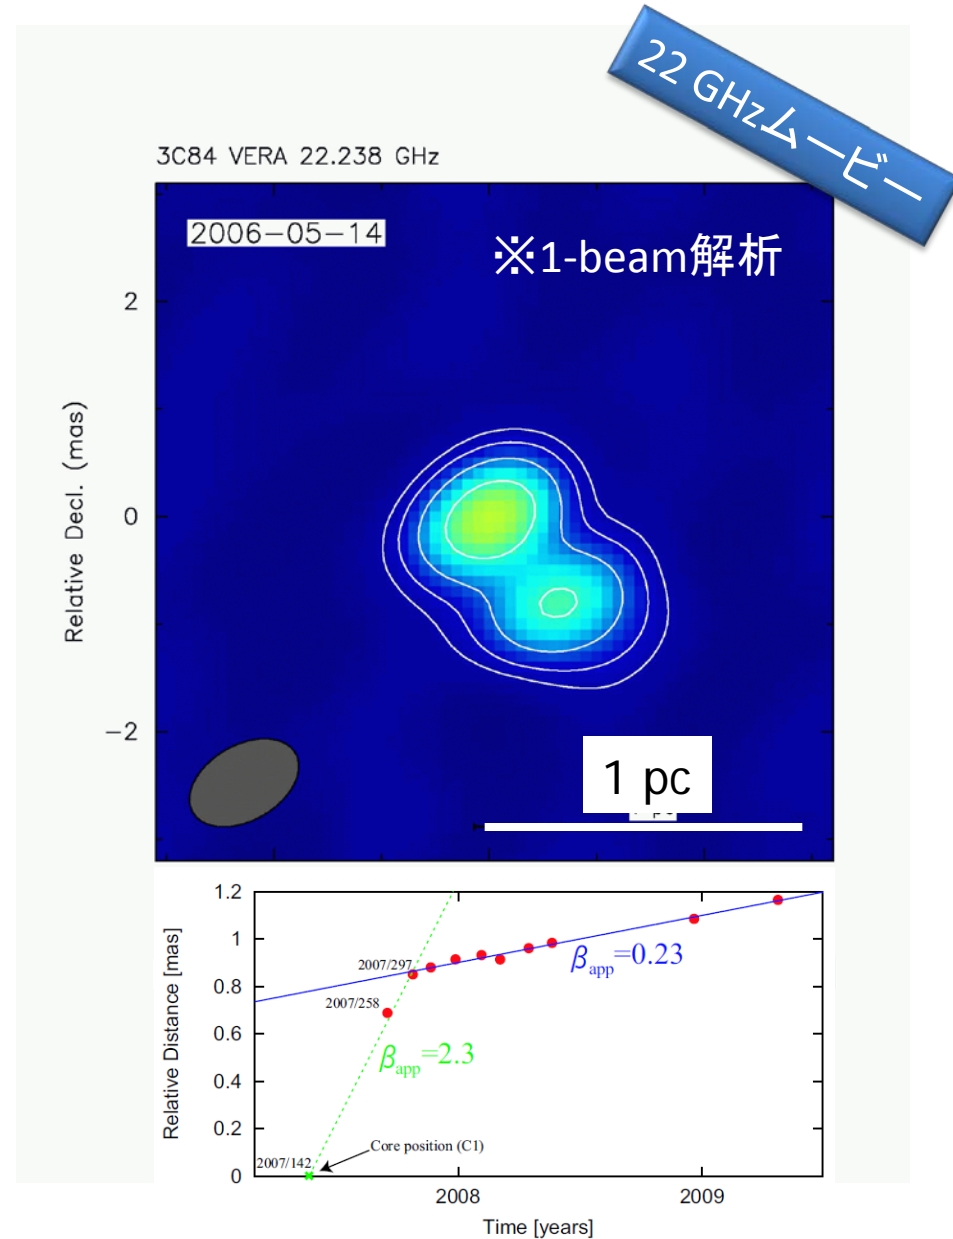 22 GHzムービー
3C84 VERA 22.238 GHz
2006-05-14
※1-beam解析
2
0
-2
Relative Decl. (mas)
1 pc
1.2
1
0.8
0.6
0.4
0.2
0
Relative Distance [mas]
2007/297
2007/258
2007/142
βapp=0.23
βapp=2.3
Core position (C1)
2008
2009
Time [years]